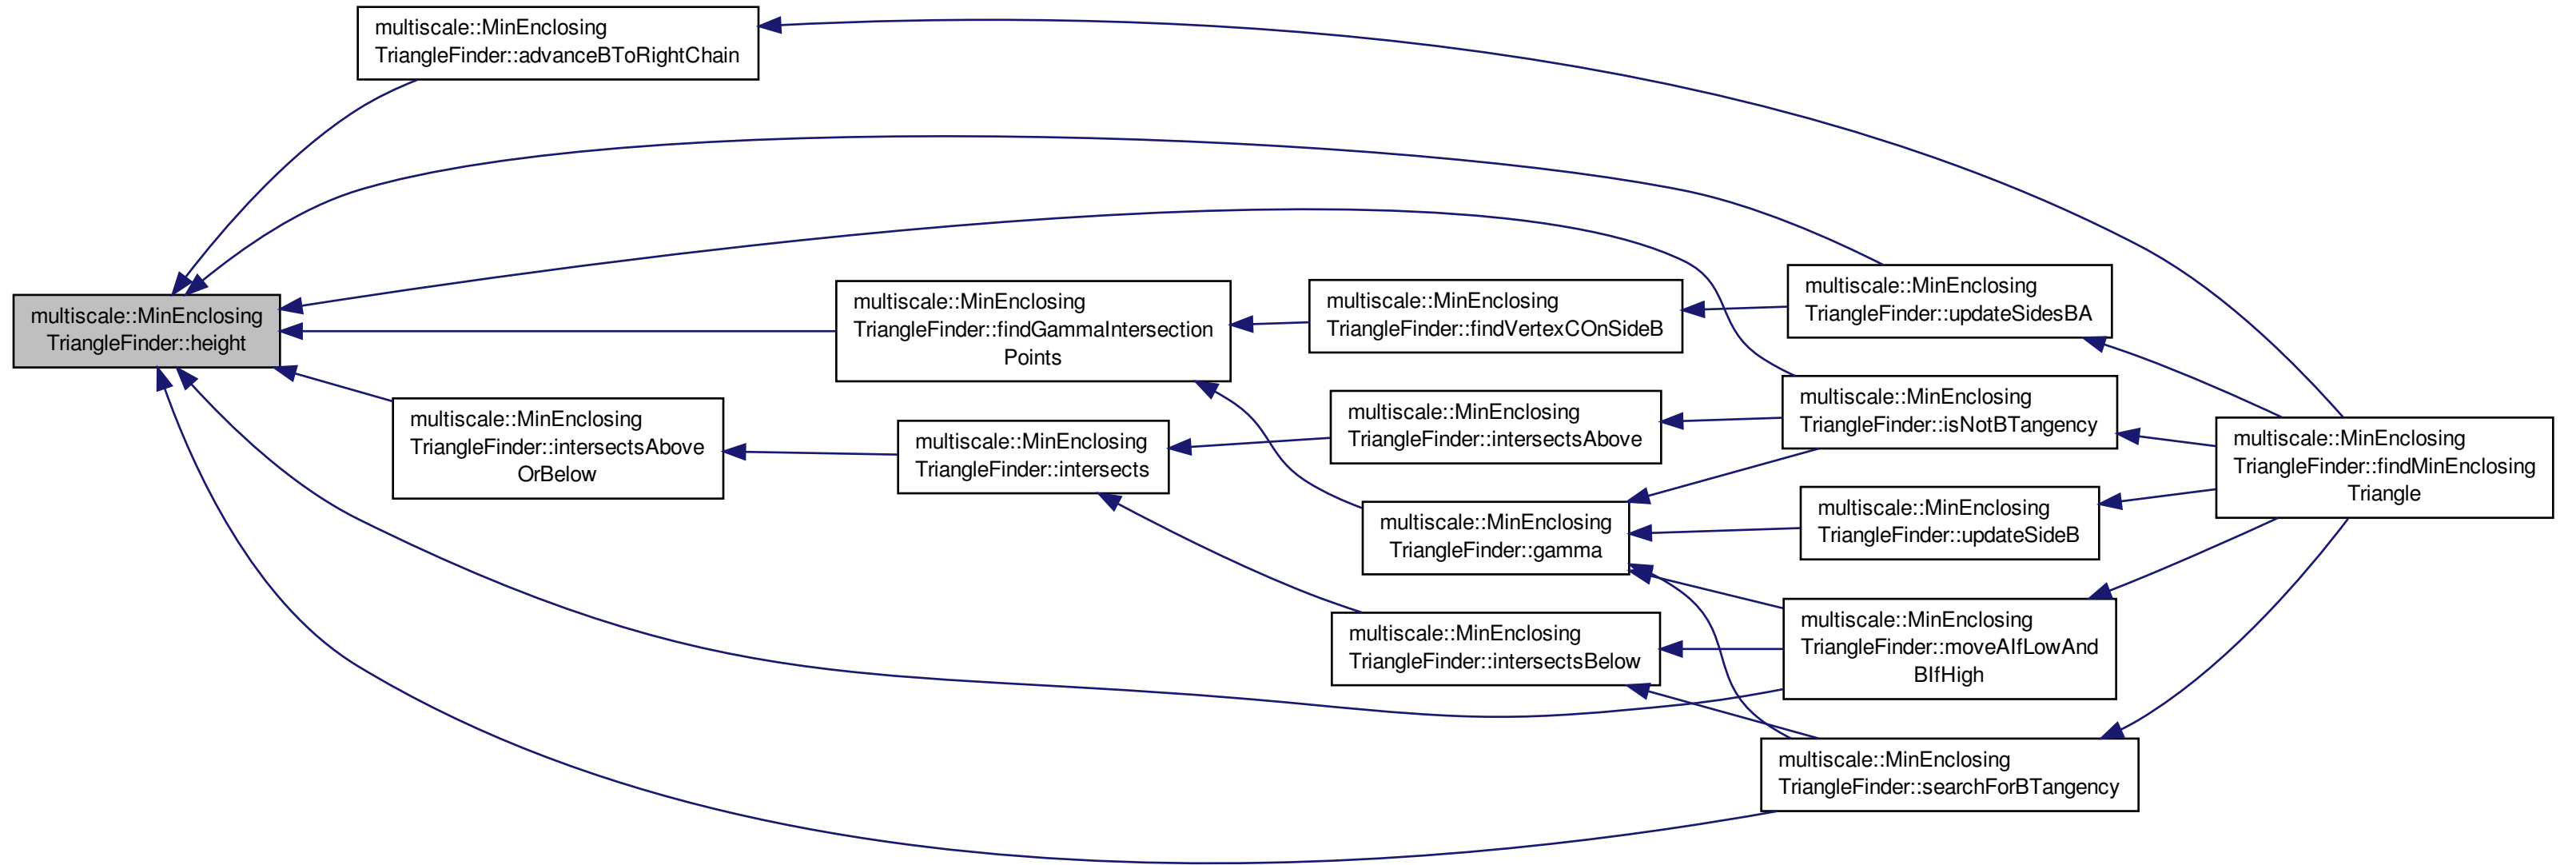 multiscale::MinEnclosing
TriangleFinder::height
multiscale::MinEnclosing
TriangleFinder::advanceBToRightChain
multiscale::MinEnclosing
TriangleFinder::findGammaIntersection
Points
multiscale::MinEnclosing
TriangleFinder::intersectsAbove
OrBelow
multiscale::MinEnclosing
TriangleFinder::intersects
multiscale::MinEnclosing
TriangleFinder::findVertexCOnSideB
multiscale::MinEnclosing
TriangleFinder::intersectsAbove
multiscale::MinEnclosing
TriangleFinder::gamma
multiscale::MinEnclosing
TriangleFinder::intersectsBelow
multiscale::MinEnclosing
TriangleFinder::updateSidesBA
multiscale::MinEnclosing
TriangleFinder::isNotBTangency
multiscale::MinEnclosing
TriangleFinder::updateSideB
multiscale::MinEnclosing
TriangleFinder::moveAIfLowAnd
BIfHigh
multiscale::MinEnclosing
TriangleFinder::searchForBTangency
multiscale::MinEnclosing
TriangleFinder::findMinEnclosing
Triangle